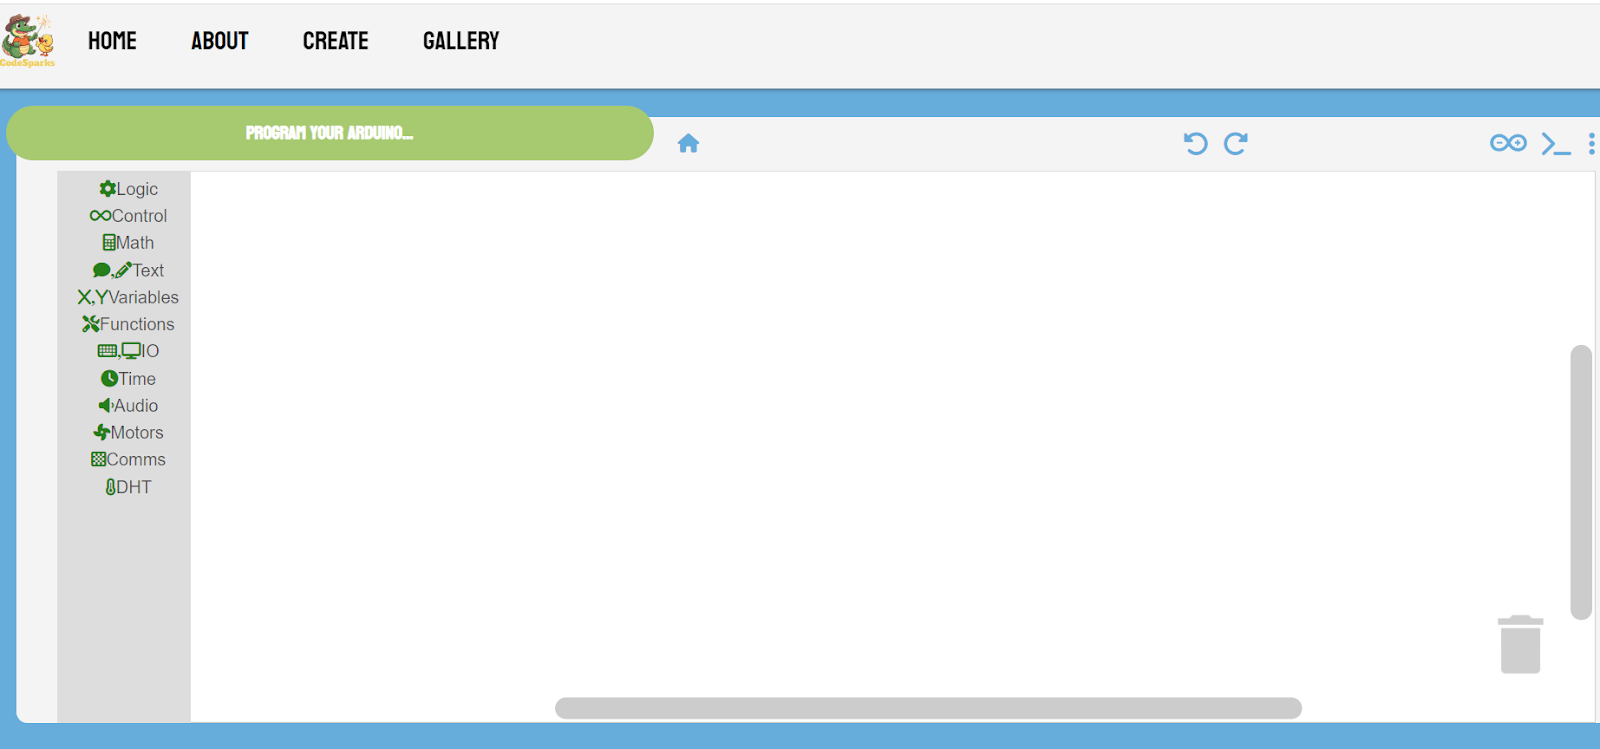 CodeSparks
HOME ABOUT CREATE GALLERY
PROGRAM YOUR ARDUINO...
Logic
Control
Math
,Text
X,YVariables
Functions
,IO
Time
Audio
Motors
Comms
DHT